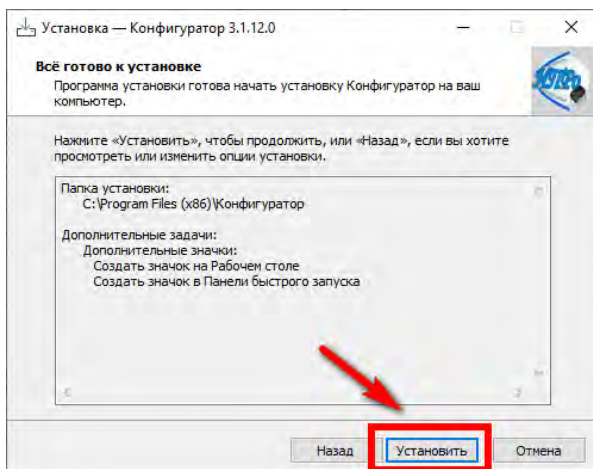 Установка — Конфигуратор 3.1.12.0
Всё готово к установке
Программа установки готова начать установку Конфигуратор на ваш
компьютер.
Нажмите «Установить», чтобы продолжить, или «Назад», если вы хотите
просмотреть или изменить опции установки.
Папка установки:
C:\Program Files (x86)\Конфигуратор
Дополнительные задачи:
Дополнительные значки:
Создать значок на Рабочем столе
Создать значок в Панели быстрого запуска
Назад Установить Отмена